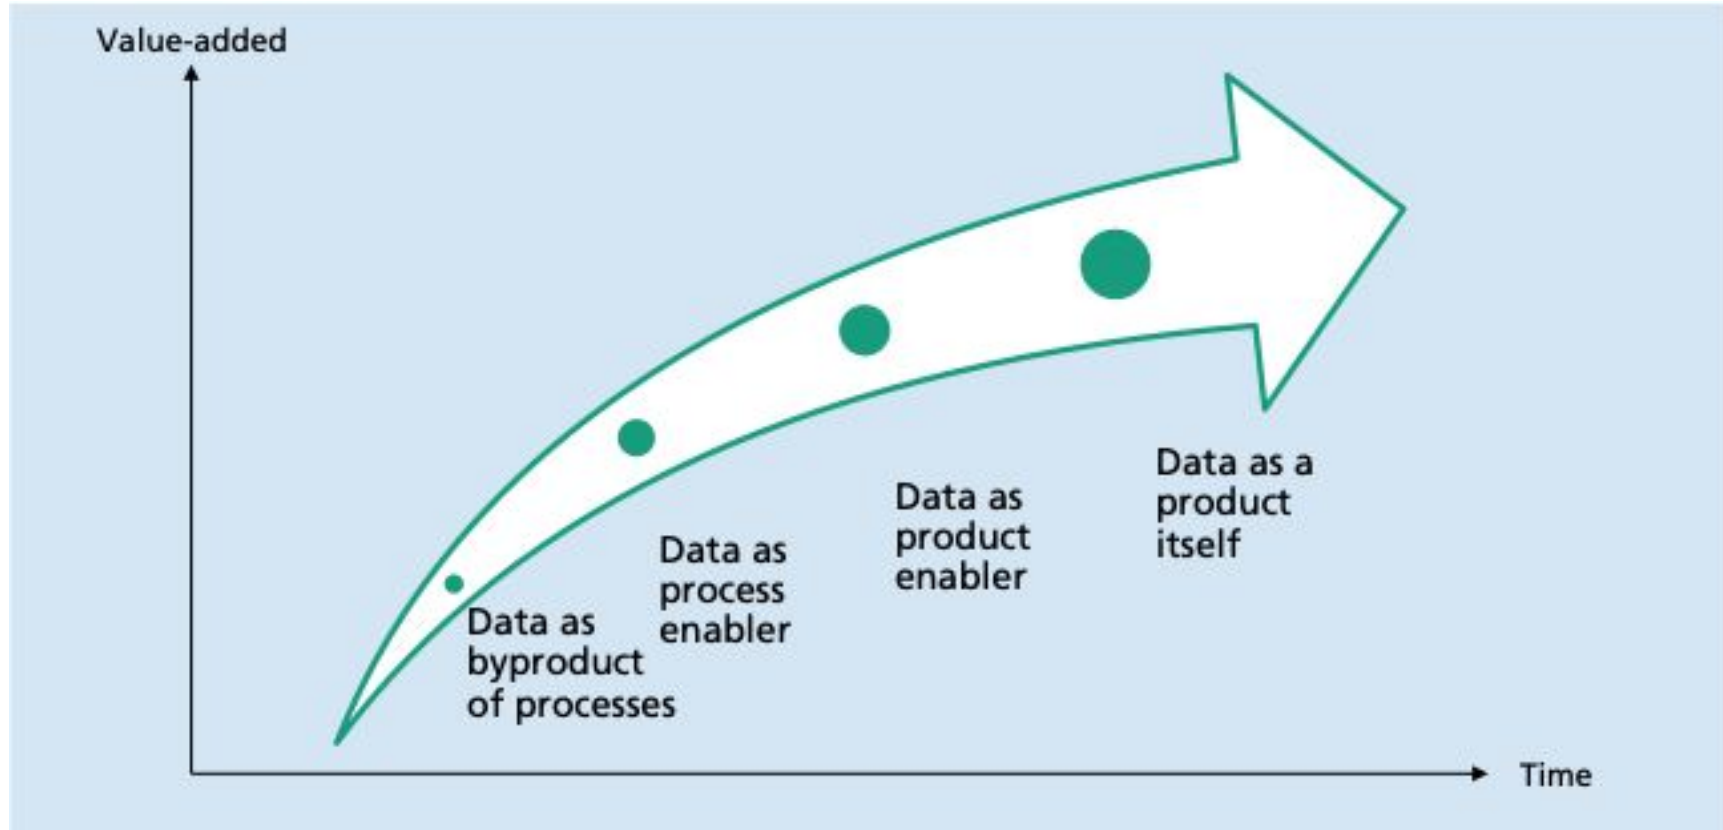 Value-added
Data as
byproduct
of processes
Data as
process
enabler
Data as
product
enabler
Data as a
product
itself
Time